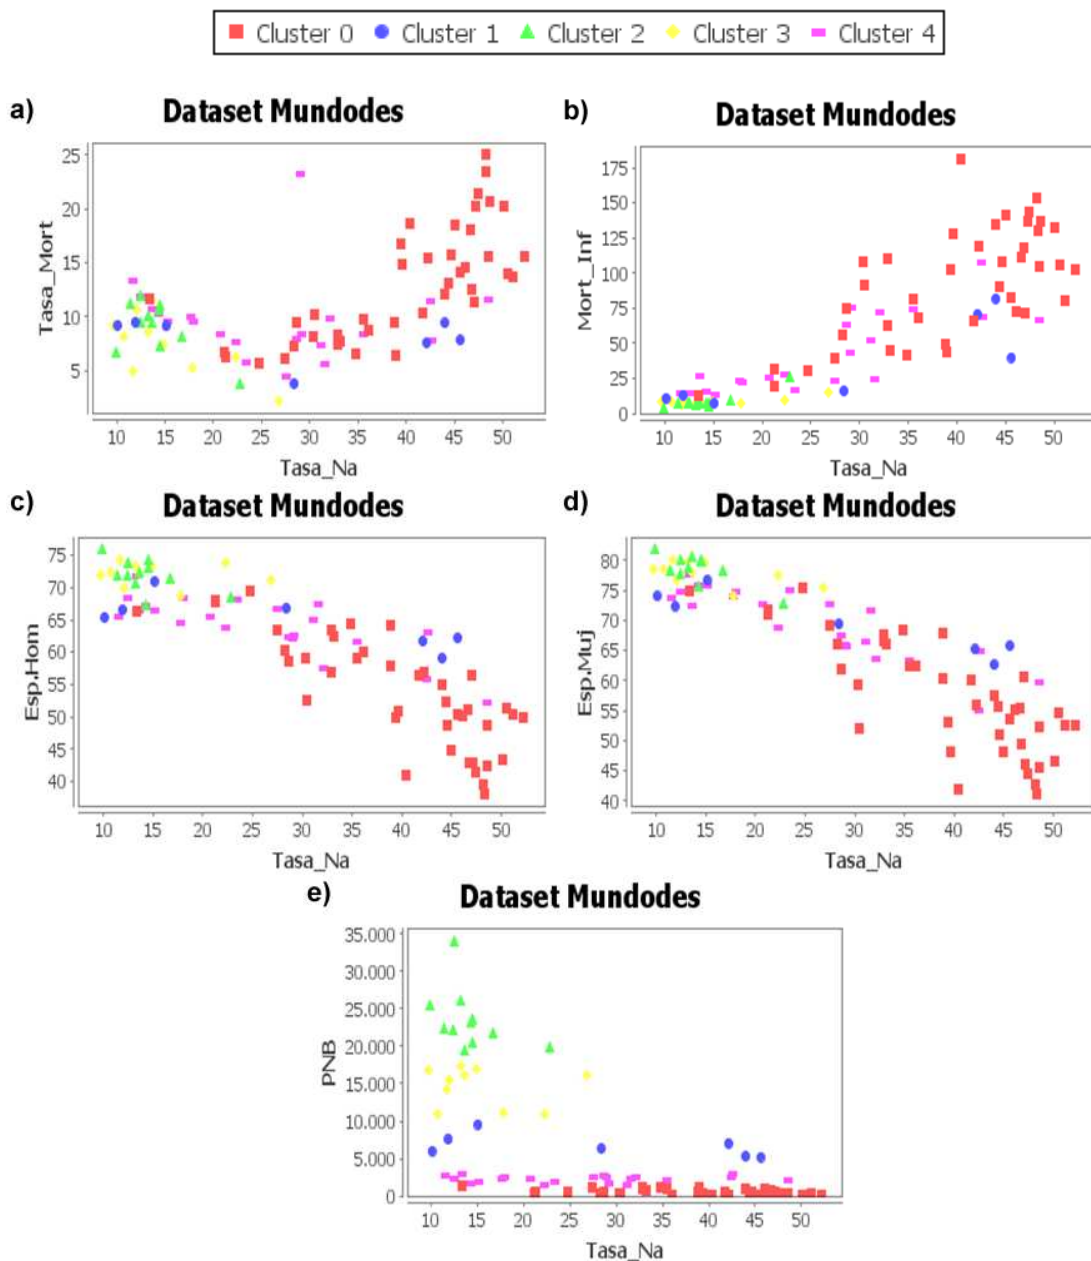 Cluster 0 Cluster 1 Cluster 2 Cluster 3 Cluster 4
a)
Dataset Mundodes
25
20
15
10
5
Tasa_Mort
10 15 20 25 30 35 40 45 50
Tasa_Na
b)
Dataset Mundodes
175
150
125
100
75
50
25
0
Mort_Inf
10 15 20 25 30 35 40 45 50
Tasa_Na
c)
Dataset Mundodes
75
70
65
60
55
50
45
40
Esp.Hom
10 15 20 25 30 35 40 45 50
Tasa_Na
d)
Dataset Mundodes
80
75
70
65
60
55
50
45
40
Esp.Muj
10 15 20 25 30 35 40 45 50
Tasa_Na
e)
Dataset Mundodes
35.000
30.000
25.000
20.000
15.000
10.000
5.000
0
PNB
10 15 20 25 30 35 40 45 50
Tasa_Na